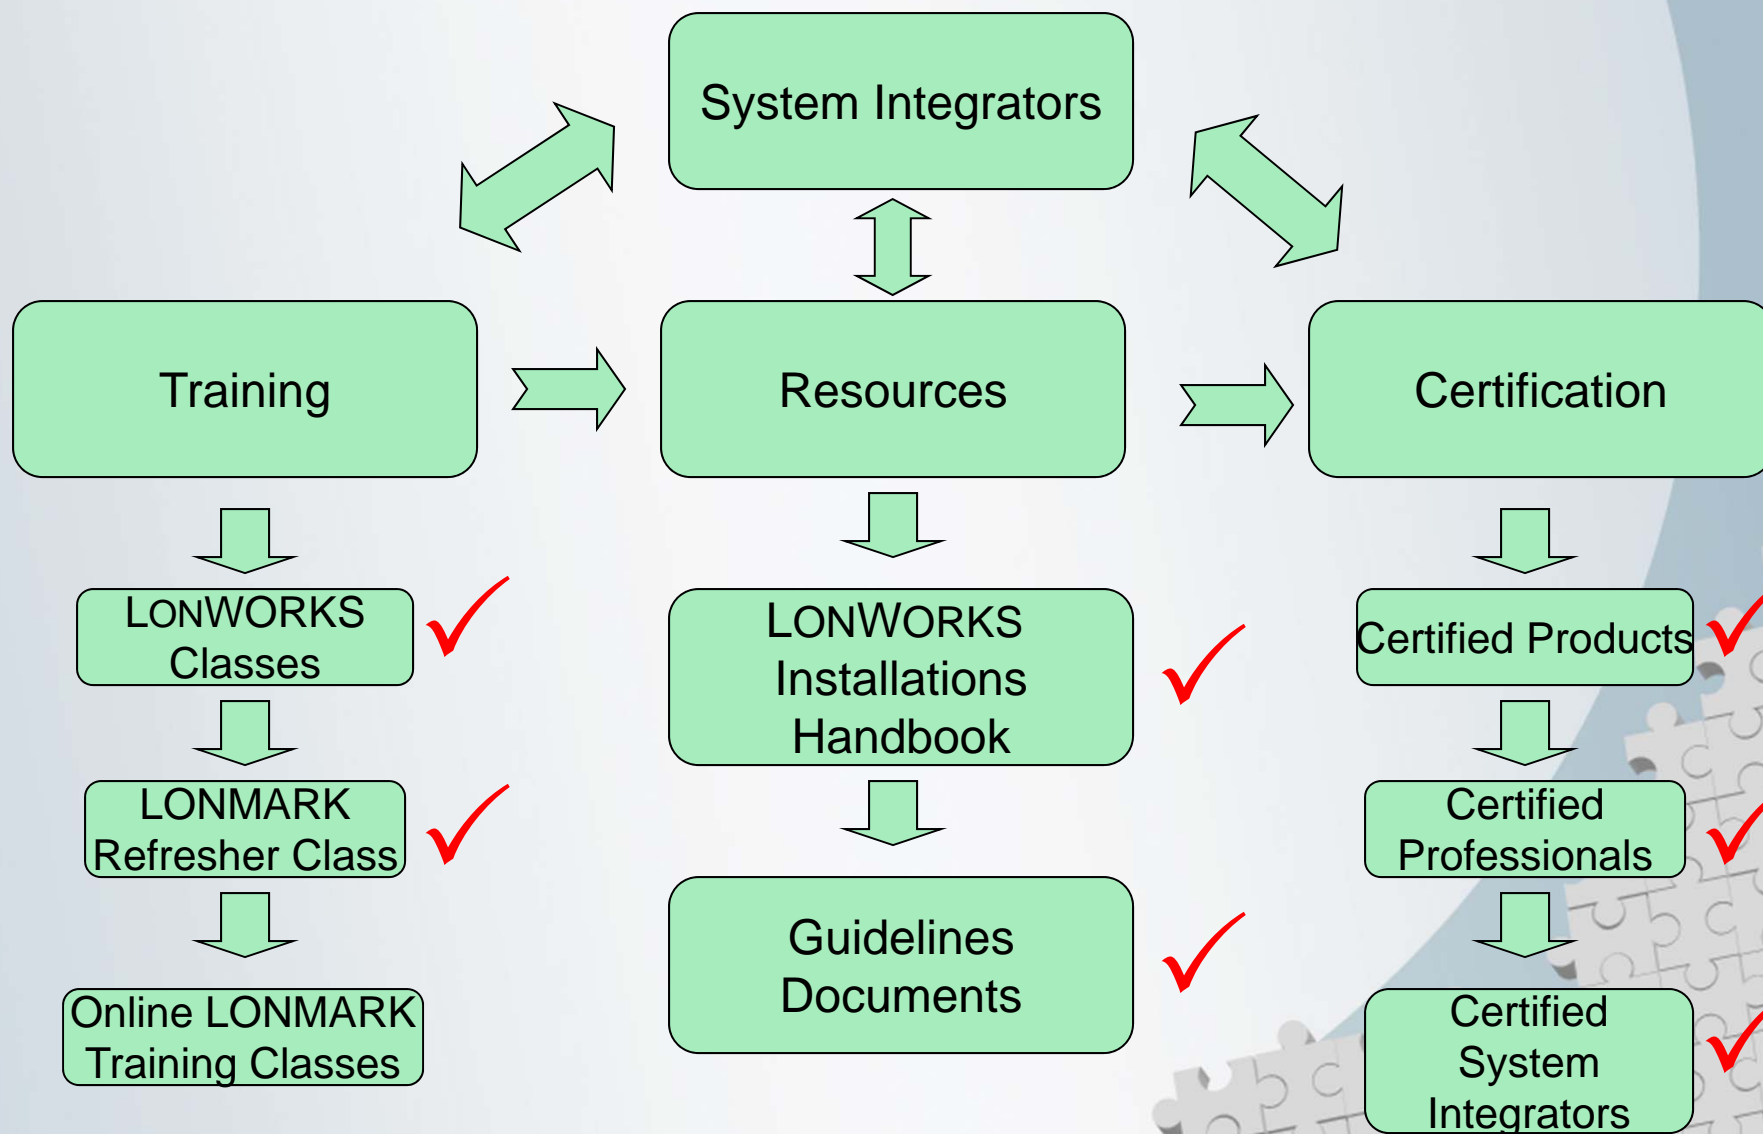 System Integrators
Training
Resources
Certification
LONWORKS
Classes
LONWORKS
Installations
Handbook
Certified Products
LONMARK
Refresher Class
Certified
Professionals
Guidelines
Documents
Online LONMARK
Training Classes
Certified
System
Integrators